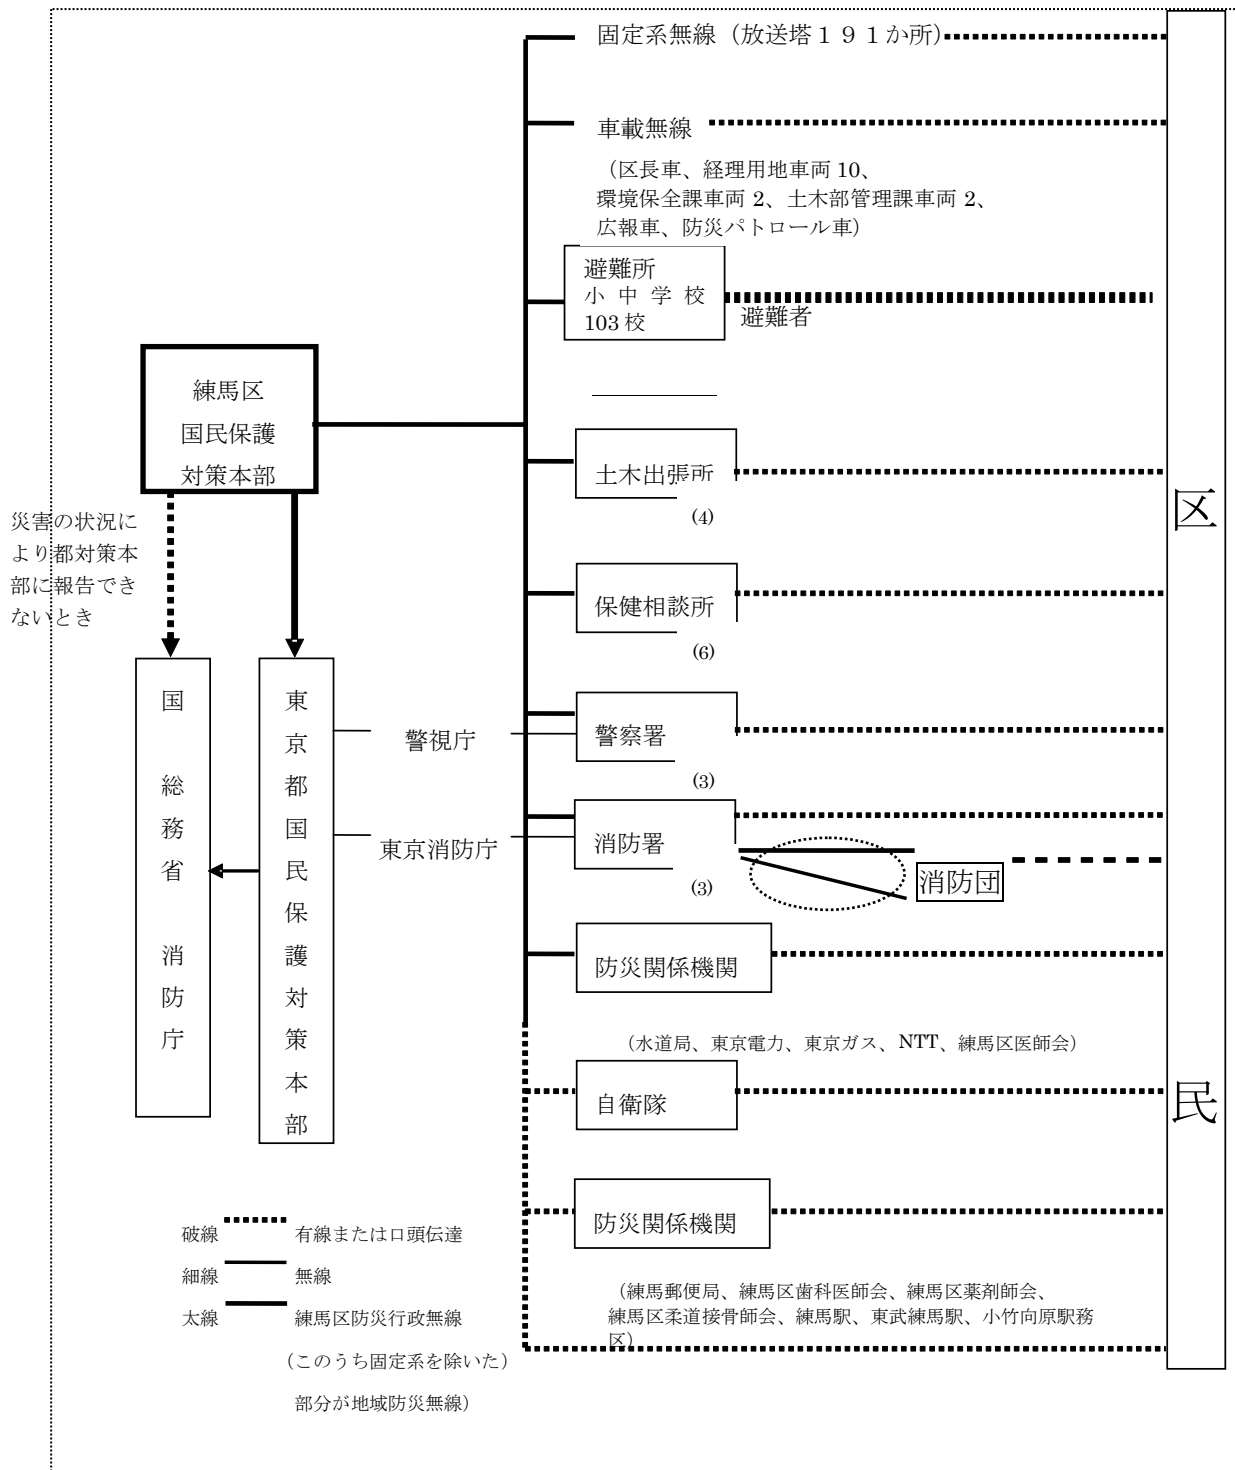 固定系無線（放送塔１９１か所）
車載無線
（区長車、経理用地車両 10、
環境保全課車両 2、土木部管理課車両 2、
広報車、防災パトロール車）
避難所
小中学校
103 校
避難者
練馬区
国民保護
対策本部
災害の状況に
より都対策本
部に報告でき
ないとき
土木出張所
(4)
保健相談所
(6)
警視庁
警察署
(3)
東京消防庁
消防署
(3)
消防団
防災関係機関
（水道局、東京電力、東京ガス、NTT、練馬区医師会）
自衛隊
防災関係機関
（練馬郵便局、練馬区歯科医師会、練馬区薬剤師会、
練馬区柔道接骨師会、練馬駅、東武練馬駅、小竹向原駅務
区）
国　総務省　消防庁
東京都国民保護対策本部
区民
破線 有線または口頭伝達
細線 無線
太線 練馬区防災行政無線
（このうち固定系を除いた）
部分が地域防災無線）